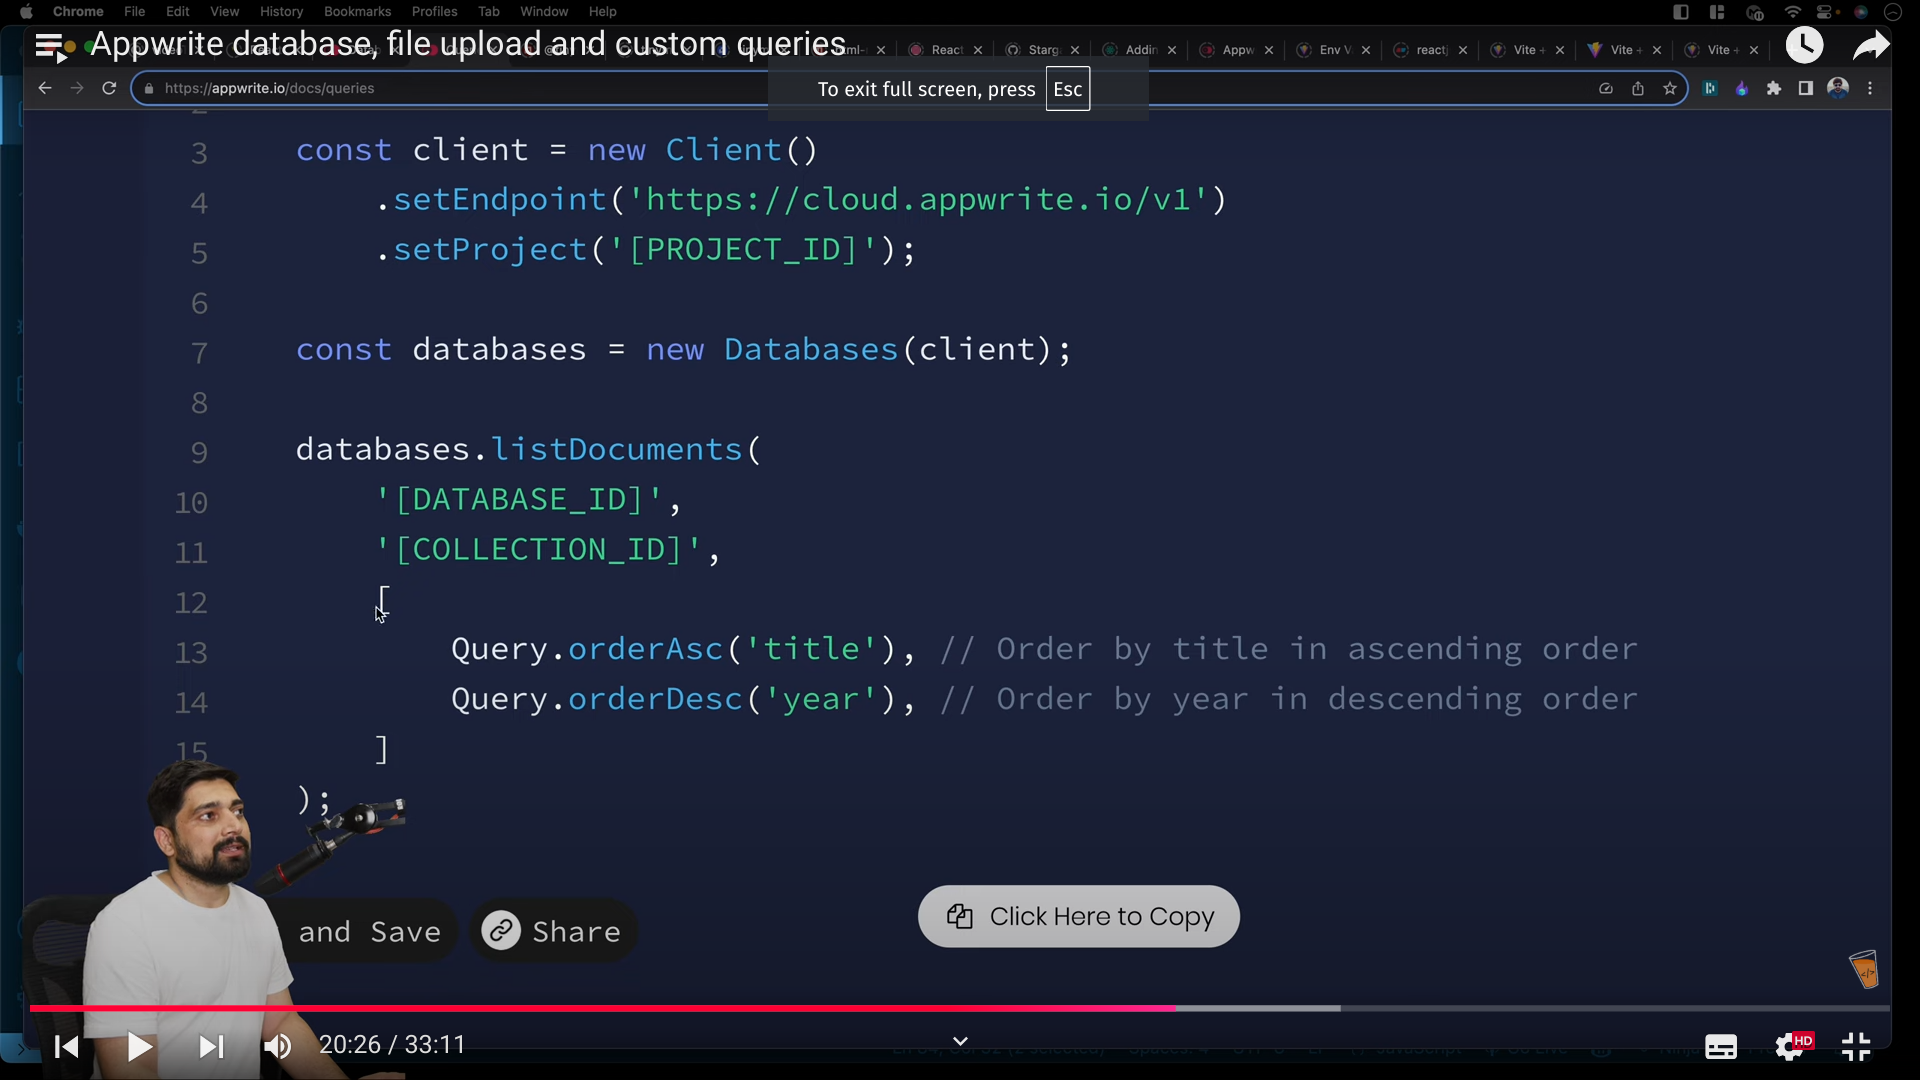 Chrome File Edit View History Bookmarks Profiles Tab Window Help
Appwrite database, file upload and custom queries
React
Starg
Addin
Appw
Env V
react
Vite +
Vite +
Vite +
To exit full screen, press Esc
https://appwrite.io/docs/queries
3 const client = new Client()
4 .setEndpoint('https://cloud.appwrite.io/v1')
5 .setProject('[PROJECT_ID]');
6
7 const databases = new Databases(client);
8
9 databases.listDocuments(
10 '[DATABASE_ID]',
11 '[COLLECTION_ID]',
12 [
13 Query.orderAsc('title'), // Order by title in ascending order
14 Query.orderDesc('year'), // Order by year in descending order
15 ]
);
and Save
Share
Click Here to Copy
20:26 / 33:11
HD